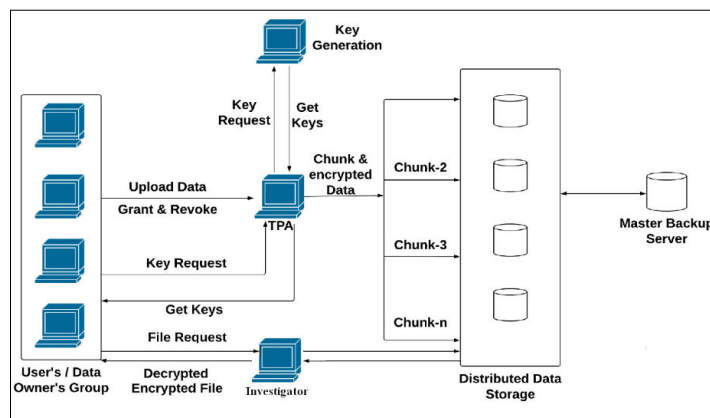 Key
Generation
Key
Request
Get
Keys
Chunk &
encrypted
Data
Upload Data
Grant & Revoke
TPA
Key Request
Get Keys
File Request
Decrypted
Encrypted File
Investigator
User's / Data
Owner's Group
Chunk-2
Chunk-3
Chunk-n
Distributed Data
Storage
Master Backup
Server